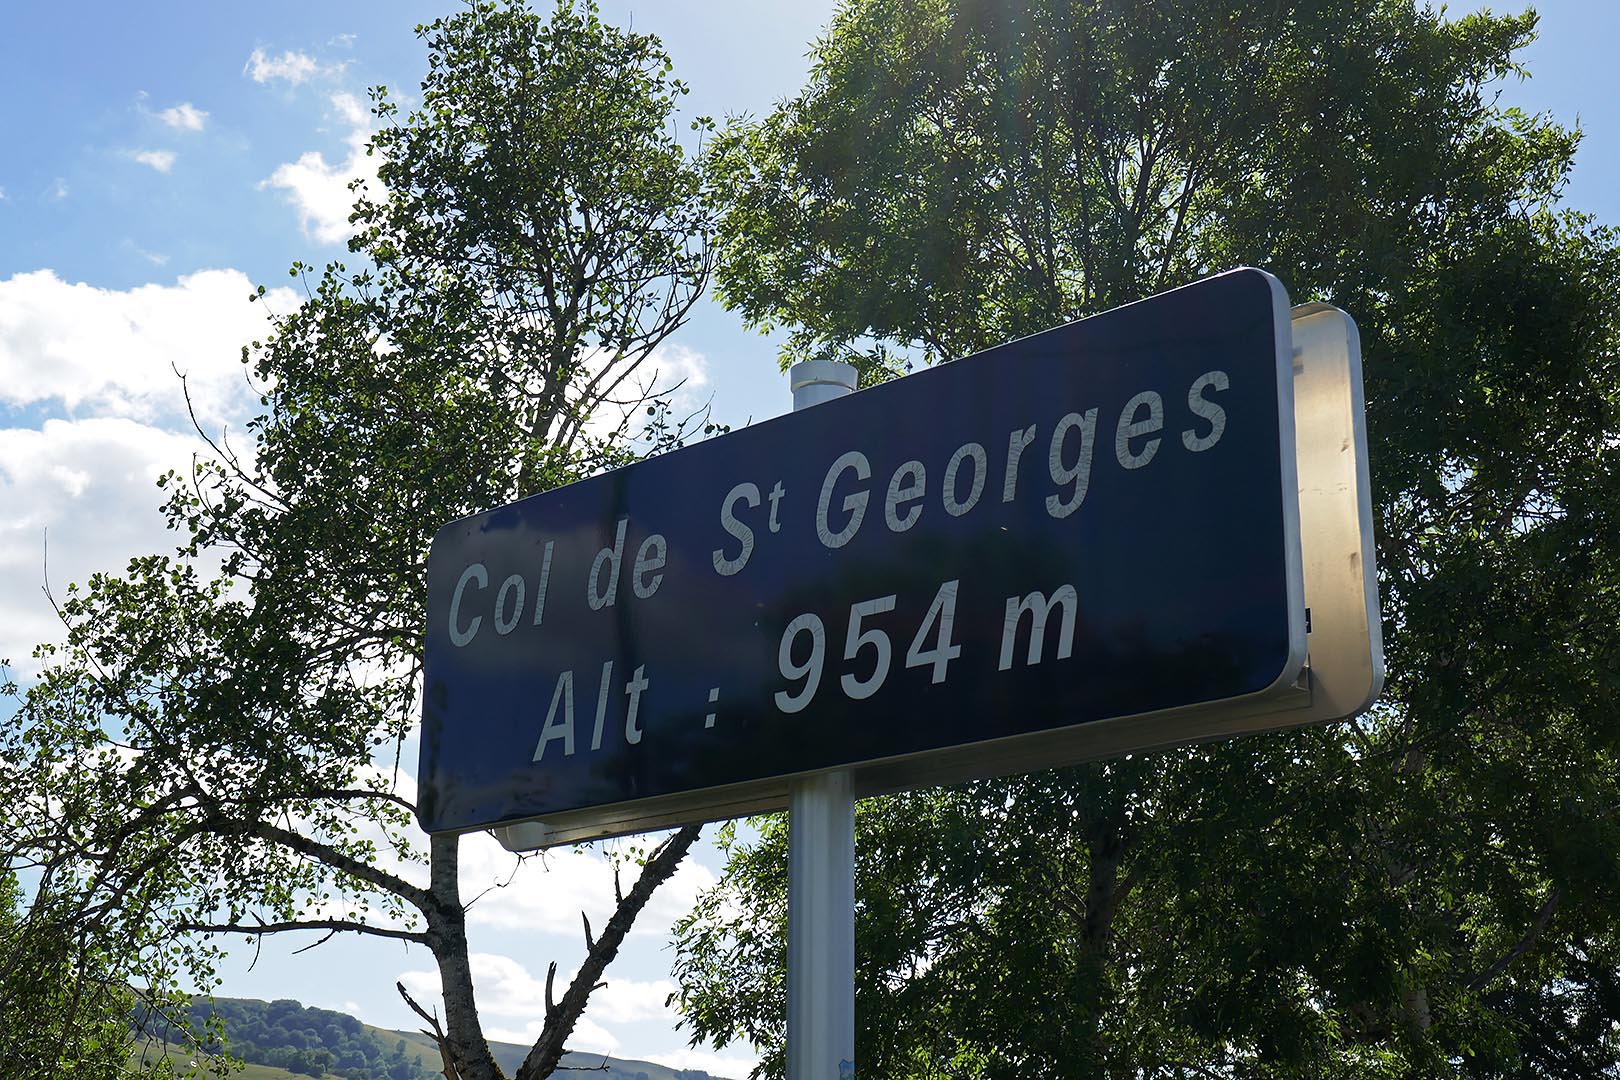 Col de St Georges
Alt : 954 m